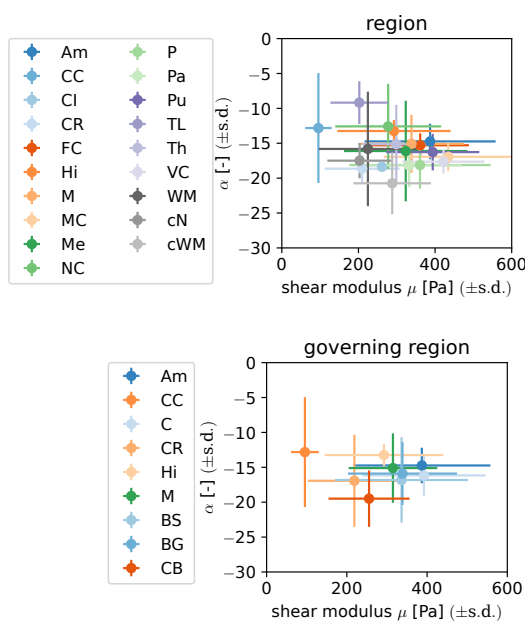 region
Am
CC
CI
CR
FC
Hi
M
MC
Me
NC
P
Pa
Pu
TL
Th
VC
WM
cN
cWM
α [-] (±s.d.)
0
−5
−10
−15
−20
−25
−30
0 200 400 600
shear modulus μ [Pa] (±s.d.)
governing region
Am
CC
C
CR
Hi
M
BS
BG
CB
α [-] (±s.d.)
0
−5
−10
−15
−20
−25
−30
0 200 400 600
shear modulus μ [Pa] (±s.d.)